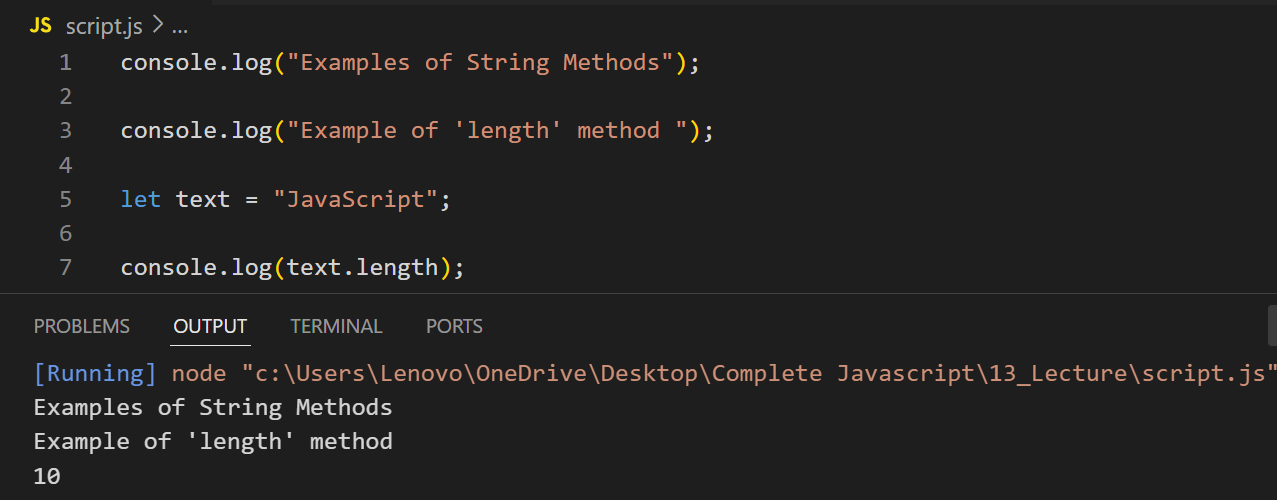 JS script.js > ...
1 console.log("Examples of String Methods");
2
3 console.log("Example of 'length' method ");
4
5 let text = "JavaScript";
6
7 console.log(text.length);
PROBLEMS OUTPUT TERMINAL PORTS
[Running] node "c:\Users\Lenovo\OneDrive\Desktop\Complete Javascript\13_Lecture\script.js"
Examples of String Methods
Example of 'length' method
10